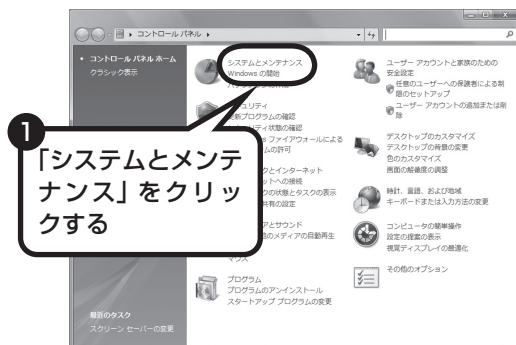 コントロール パネル
コントロール パネル ホーム
クラシック表示
システムとメンテナンス
Windows の開始
ユーザー アカウントと家族のための
安全設定
任意のユーザーへの保護者による制
限のセットアップ
ユーザー アカウントの追加または削
除
プログラムの確認
ティ状態の確認
ファイアウォールによる
ムの許可
デスクトップのカスタマイズ
デスクトップの背景の変更
色のカスタマイズ
画面の解像度の調整
クとインターネット
ットへの接続
クの状態とタスクの表示
共有の設定
時計、言語、および地域
キーボードまたは入力方法の変更
アとサウンド
のメディアの自動再生
マウス
コンピュータの簡単操作
設定の提案の表示
視覚ディスプレイの最適化
プログラム
プログラムのアンインストール
スタートアップ プログラムの変更
その他のオプション
最近のタスク
スクリーン セーバーの変更
1
「システムとメンテ
ナンス」をクリッ
クする